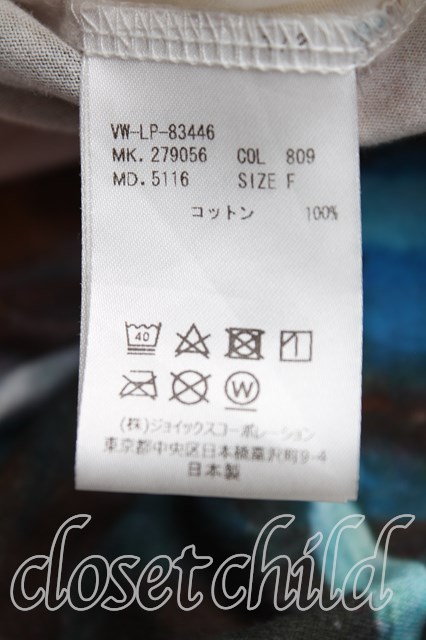 VW-LP-83446
MK. 279056 COL 809
MD. 5116 SIZE F
コットン 100%
40
W
(株)ジョイックスコーポレーション
東京都中央区日本橋富沢町9-4
日本製
closet child